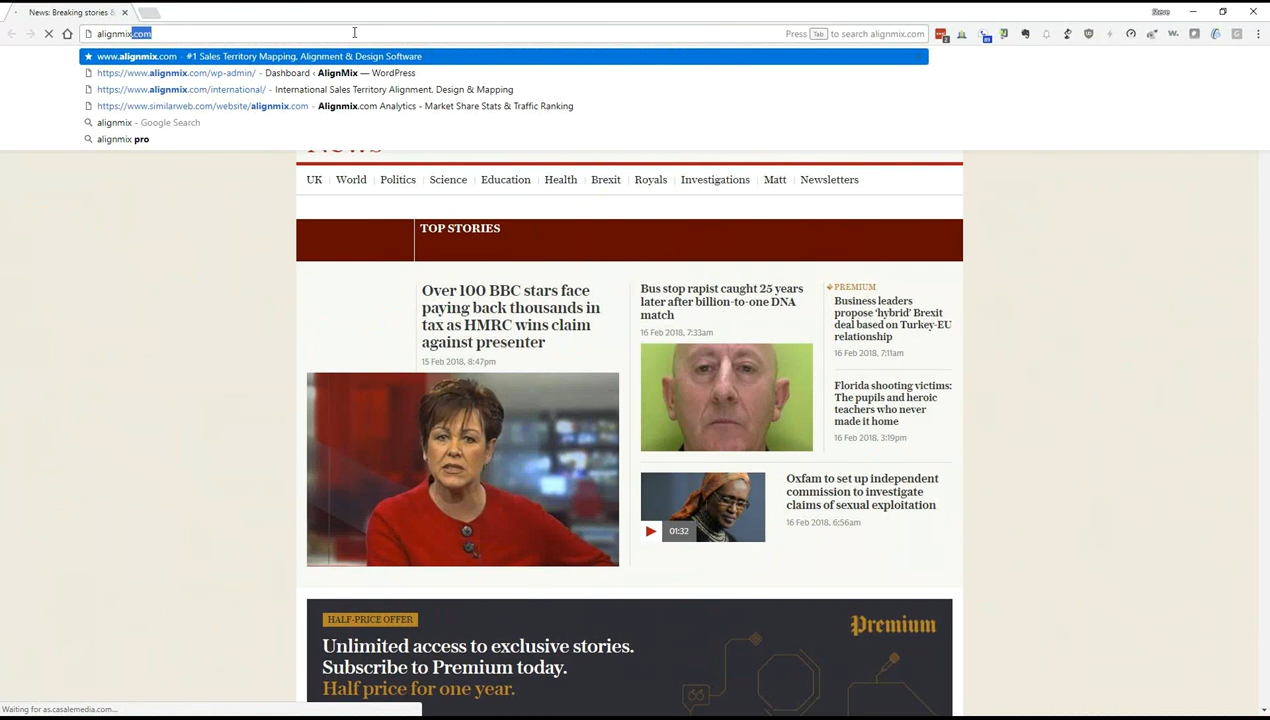 News: Breaking stories &
Steve
alignmix.com
Press Tab to search alignmix.com
www.alignmix.com - #1 Sales Territory Mapping, Alignment & Design Software
https://www.alignmix.com/wp-admin/ - Dashboard ‹ AlignMix — WordPress
https://www.alignmix.com/international/ - International Sales Territory Alignment, Design & Mapping
https://www.similarweb.com/website/alignmix.com - Alignmix.com Analytics - Market Share Stats & Traffic Ranking
alignmix - Google Search
alignmix pro
News
UK World Politics Science Education Health Brexit Royals Investigations Matt Newsletters
TOP STORIES
Over 100 BBC stars face
paying back thousands in
tax as HMRC wins claim
against presenter
15 Feb 2018, 8:47pm
Bus stop rapist caught 25 years
later after billion-to-one DNA
match
16 Feb 2018, 7:33am
PREMIUM
Business leaders
propose ‘hybrid’ Brexit
deal based on Turkey-EU
relationship
16 Feb 2018, 7:11am
Florida shooting victims:
The pupils and heroic
teachers who never
made it home
16 Feb 2018, 3:19pm
01:32
Oxfam to set up independent
commission to investigate
claims of sexual exploitation
16 Feb 2018, 6:56am
HALF-PRICE OFFER
Premium
Unlimited access to exclusive stories.
Subscribe to Premium today.
Half price for one year.
Waiting for as.casalemedia.com...